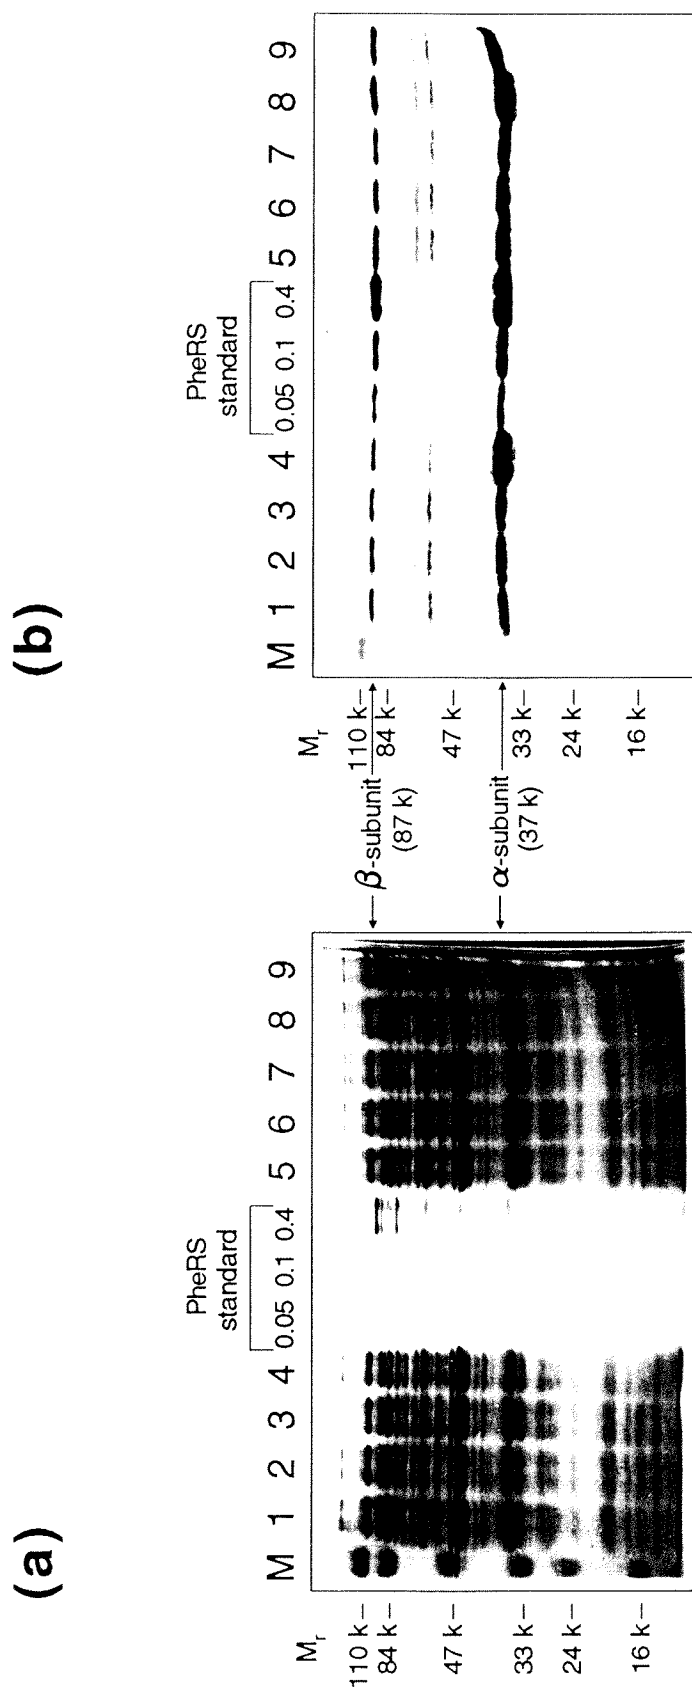 (a)
PheRS
standard
M 1 2 3 4 0.05 0.1 0.4 5 6 7 8 9
Mr
110 k
84 k
47 k
33 k
24 k
16 k
β-subunit
(87 k)
α-subunit
(37 k)
(b)
PheRS
standard
M 1 2 3 4 0.05 0.1 0.4 5 6 7 8 9
Mr
110 k
84 k
47 k
33 k
24 k
16 k